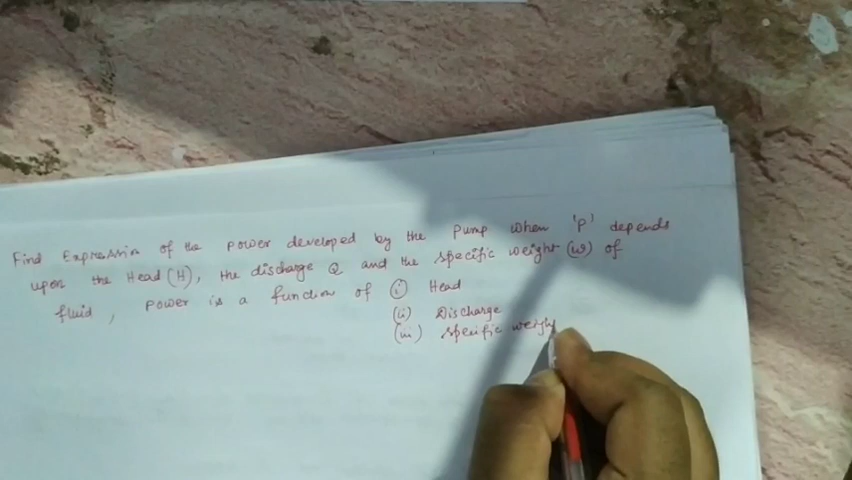 Find Expression of the power developed by the pump when 'P' depends
upon the Head (H), the discharge Q and the specific weight (w) of
fluid, Power is a function of (i) Head
(ii) Discharge
(iii) specific weigh